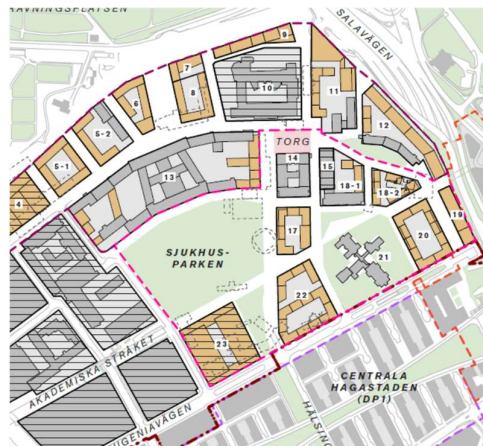 SALAVÄGEN
9
7
10
8
6
11
5-2
12
TORG
5-1
14
15
13
18-1
18-2
4
19
17
20
SJUKHUS-
PARKEN
21
22
23
AKADEMISKA STRÅKET
CENTRALA
HAGASTADEN
(DP1)